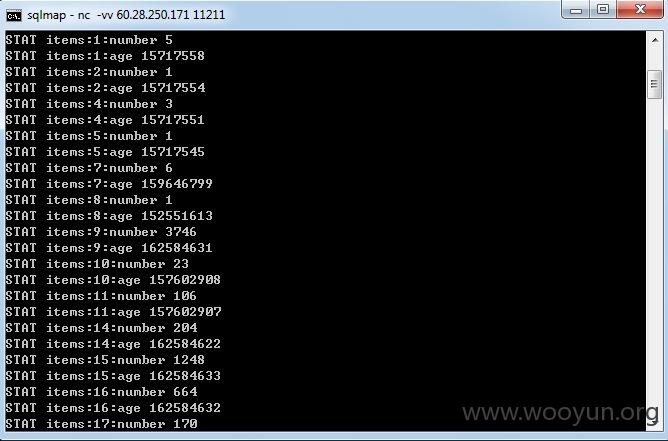 sqlmap - nc -vv 60.28.250.171 11211
STAT items:1:number 5
STAT items:1:age 15717558
STAT items:2:number 1
STAT items:2:age 15717554
STAT items:4:number 3
STAT items:4:age 15717551
STAT items:5:number 1
STAT items:5:age 15717545
STAT items:7:number 6
STAT items:7:age 159646799
STAT items:8:number 1
STAT items:8:age 152551613
STAT items:9:number 3746
STAT items:9:age 162584631
STAT items:10:number 23
STAT items:10:age 157602908
STAT items:11:number 106
STAT items:11:age 157602907
STAT items:14:number 204
STAT items:14:age 162584622
STAT items:15:number 1248
STAT items:15:age 162584633
STAT items:16:number 664
STAT items:16:age 162584632
STAT items:17:number 170
www.wooyun.org